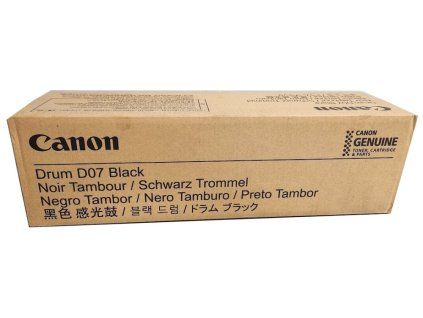 Canon
Drum D07 Black
Noir Tambour / Schwarz Trommel
Negro Tambor / Nero Tamburo / Preto Tambor
黑色 感光鼓 / 블랙 드럼 / ドラム ブラック
CANON
GENUINE
TONER, CARTRIDGE
& PARTS